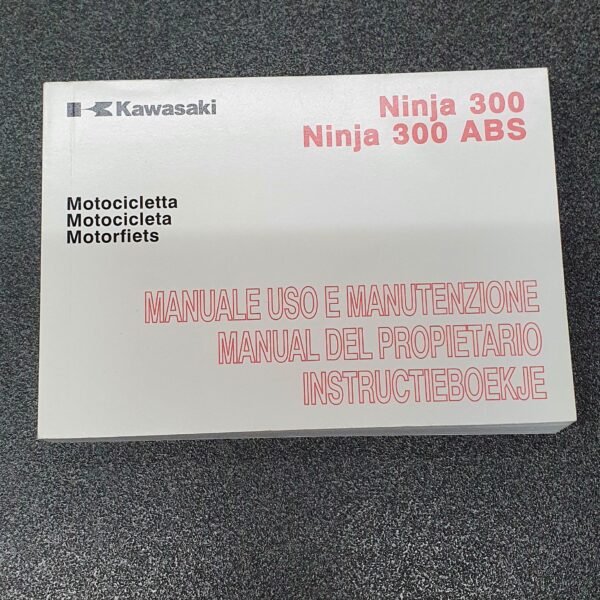 Kawasaki
Ninja 300
Ninja 300 ABS
Motocicletta
Motocicleta
Motorfiets
MANUALE USO E MANUTENZIONE
MANUAL DEL PROPIETARIO
INSTRUCTIEBOEKJE